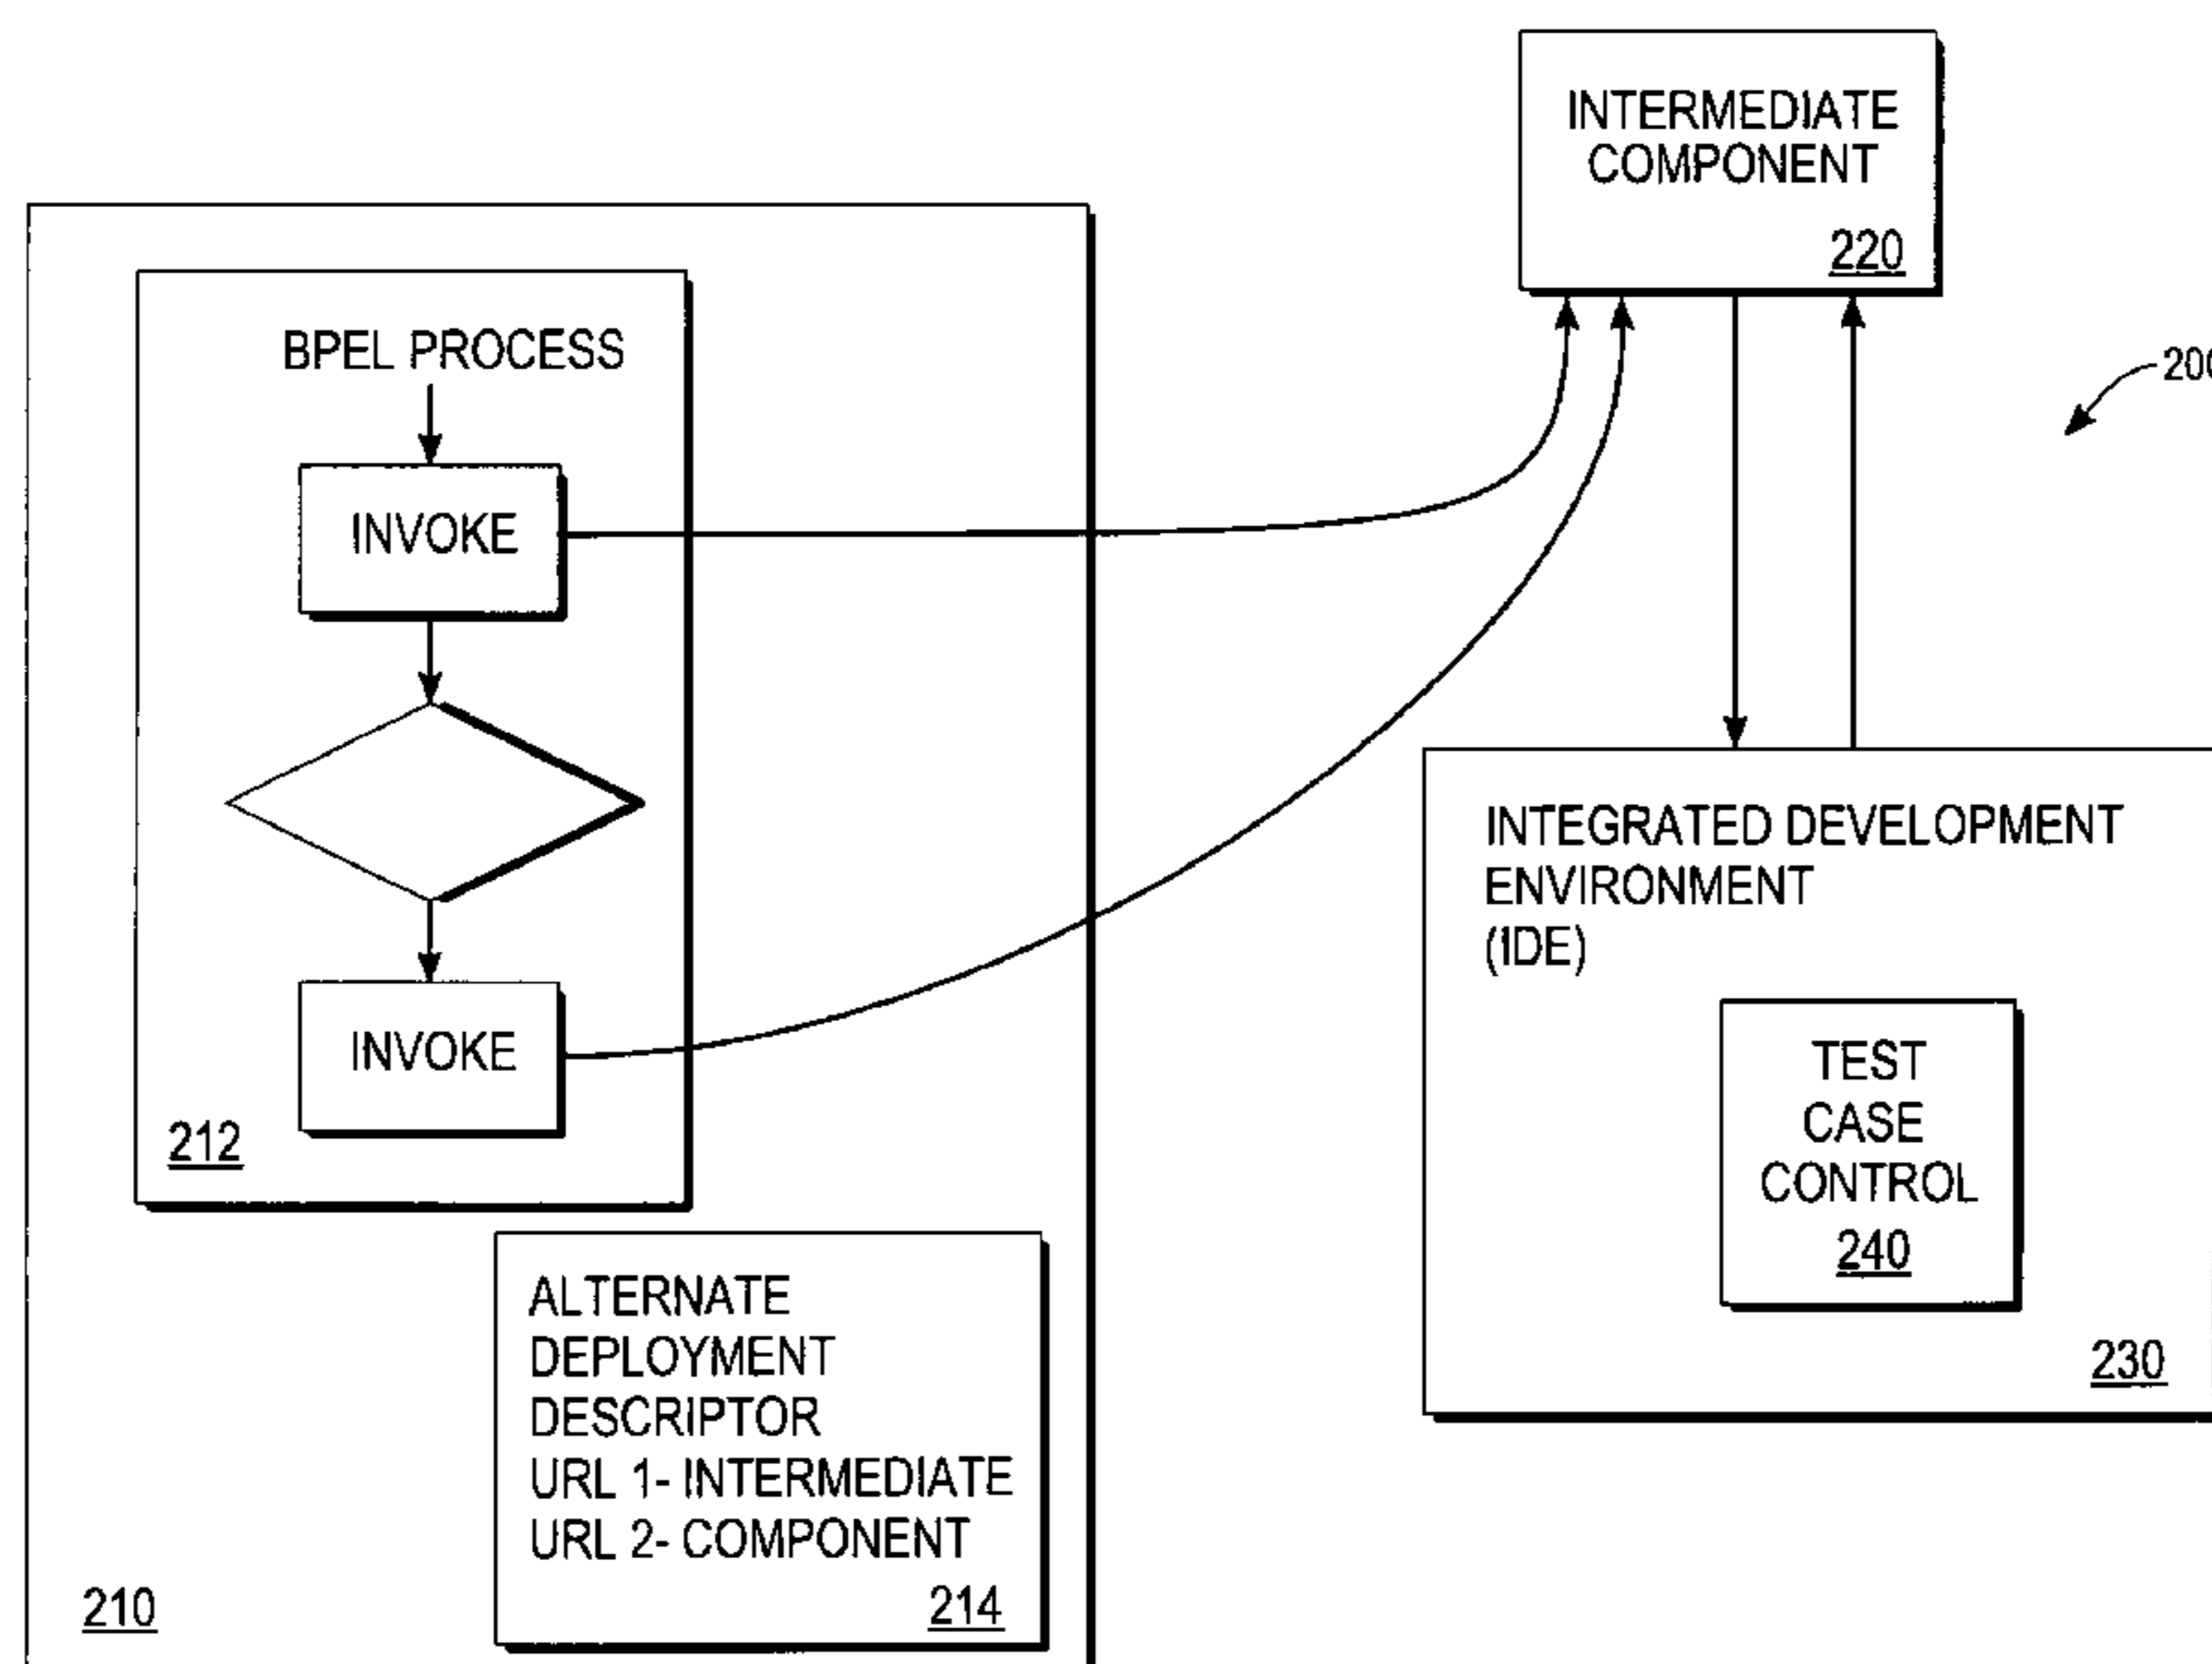 INTERMEDIATE
COMPONENT
220
BPEL PROCESS
INVOKE
INVOKE
212
ALTERNATE
DEPLOYMENT
DESCRIPTOR
URL 1- INTERMEDIATE
URL 2- COMPONENT
214
210
INTEGRATED DEVELOPMENT
ENVIRONMENT
(IDE)
TEST
CASE
CONTROL
240
230